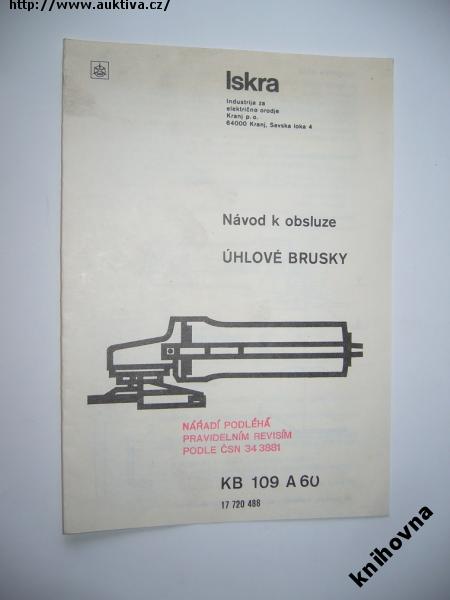 http://www.auktiva.cz/
Iskra
Industrija za
električno orodje
Kranj p. o.
64000 Kranj, Savska loka 4
Návod k obsluze
ÚHLOVÉ BRUSKY
NÁŘADÍ PODLÉHÁ
PRAVIDELNÍM REVISÍM
PODLE ČSN 34 3881
KB 109 A 60
17 720 488
knihovna